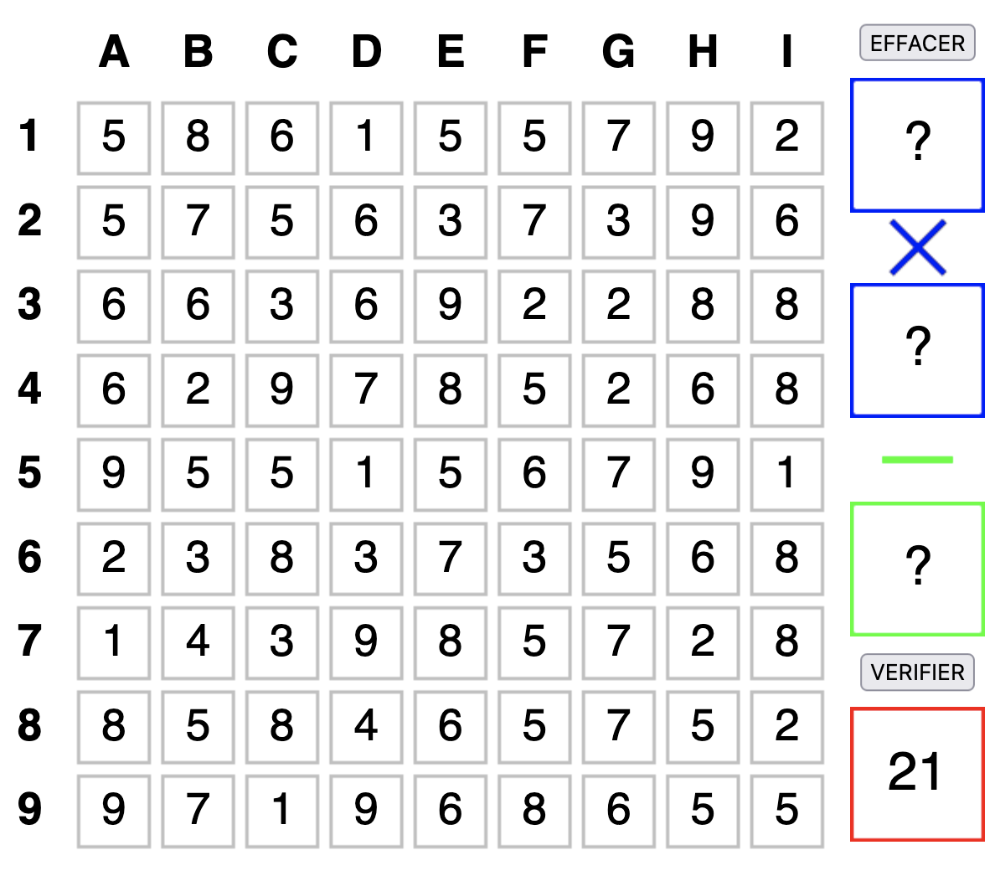 A B C D E F G H I EFFACER
1 5 8 6 1 5 5 7 9 2 ?
2 5 7 5 6 3 7 3 9 6
3 6 6 3 6 9 2 2 8 8
4 6 2 9 7 8 5 2 6 8 ?
5 9 5 5 1 5 6 7 9 1
6 2 3 8 3 7 3 5 6 8 ?
7 1 4 3 9 8 5 7 2 8 VERIFIER
8 8 5 8 4 6 5 7 5 2 21
9 9 7 1 9 6 8 6 5 5